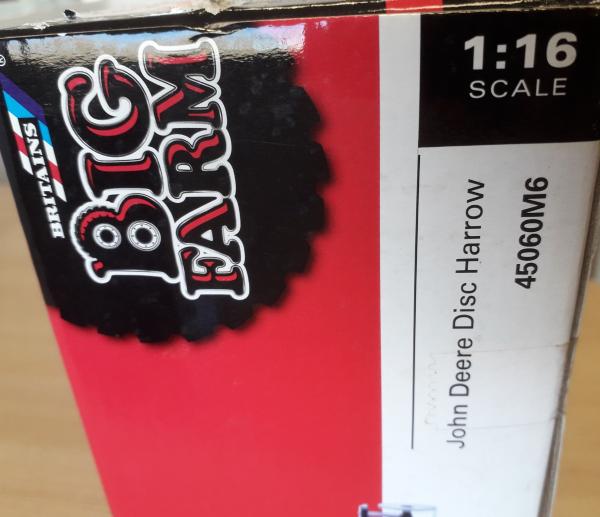 BRITAINS
BIG
FARM
1:16
SCALE
John Deere Disc Harrow
45060M6